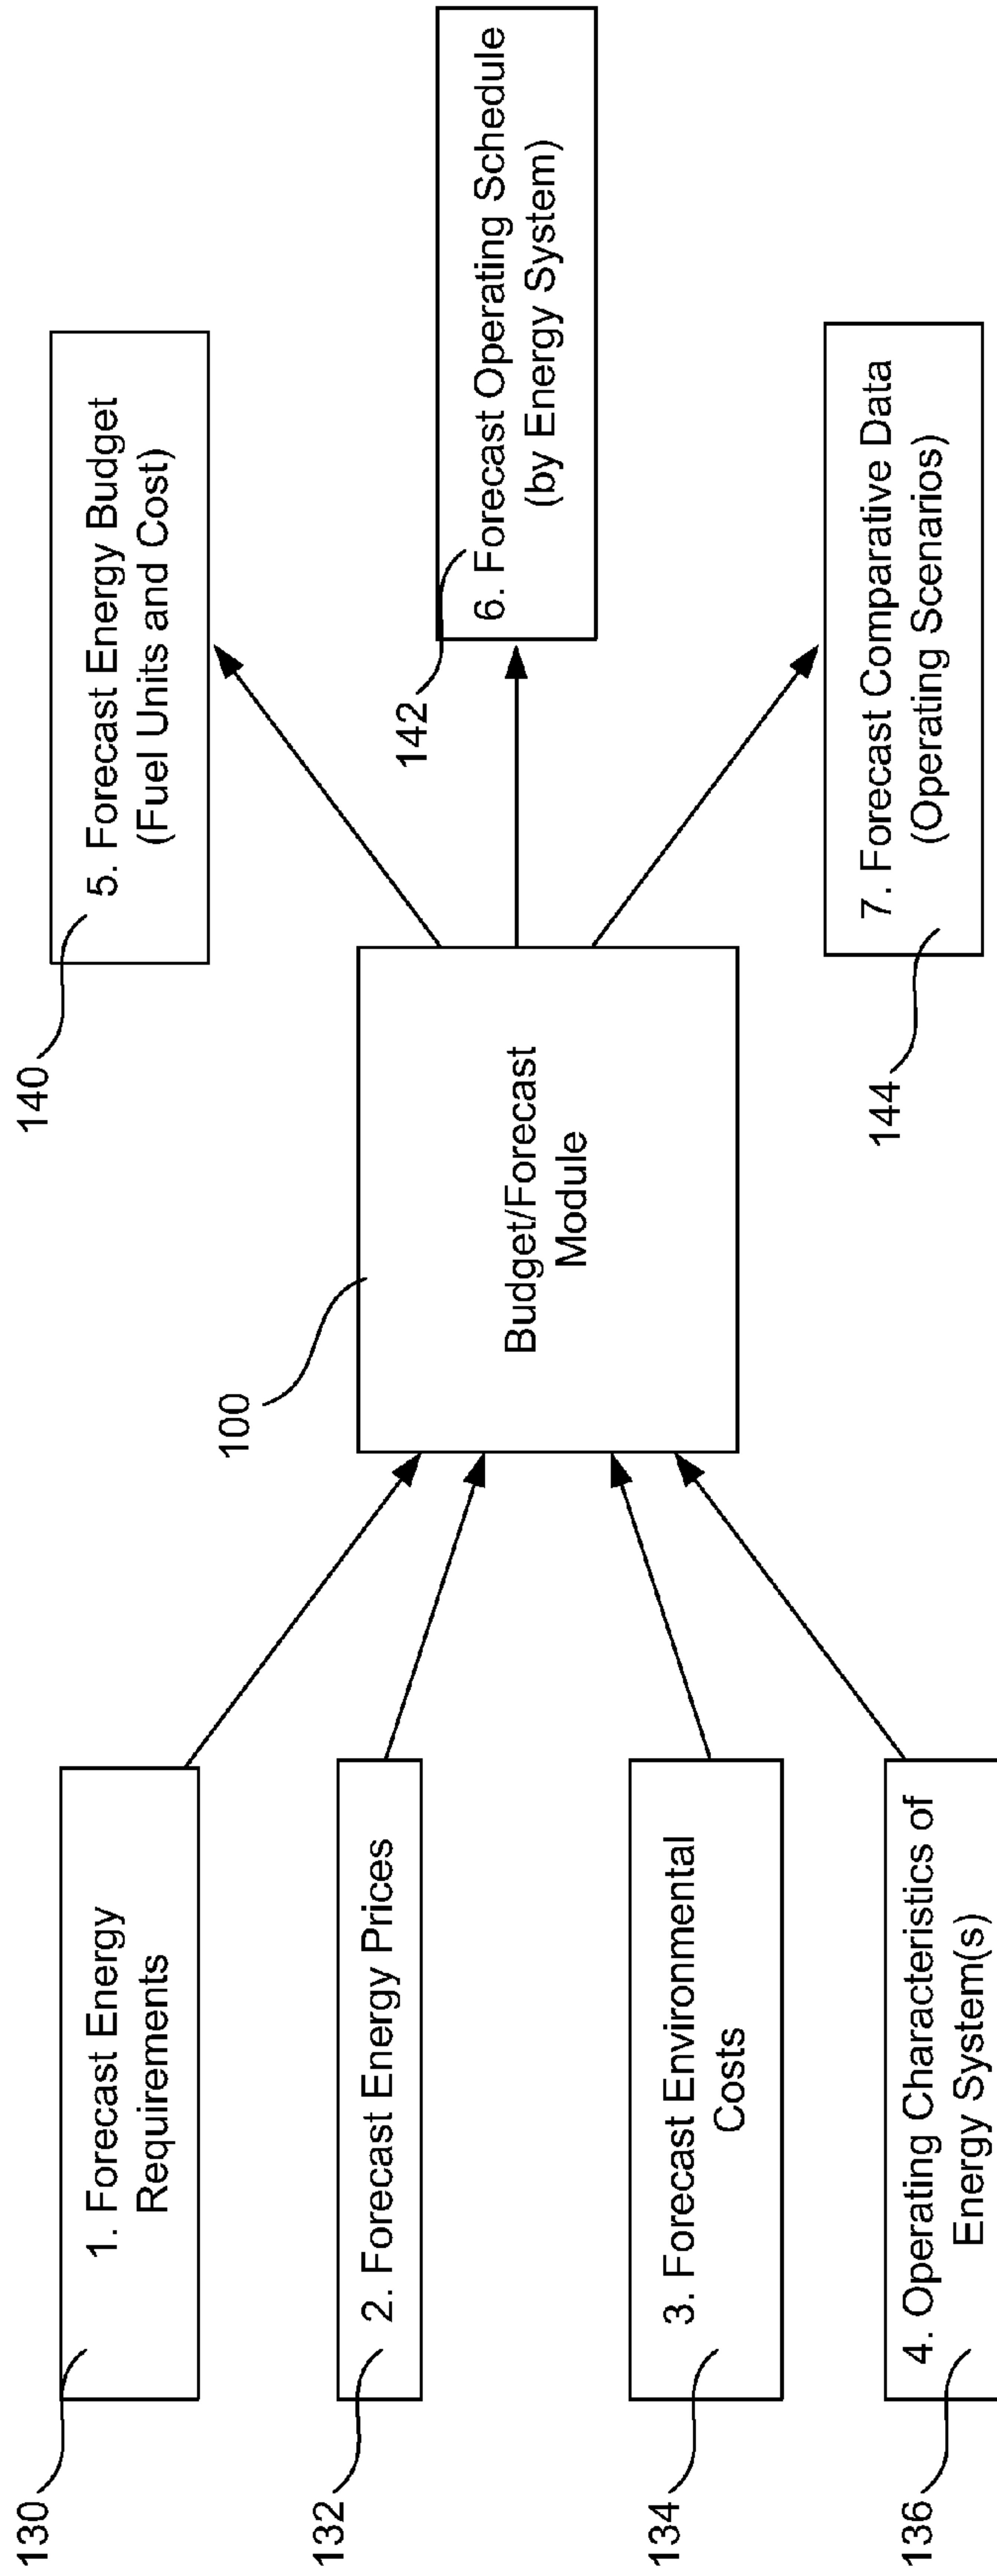 130
1. Forecast Energy
Requirements
132
2. Forecast Energy Prices
134
3. Forecast Environmental
Costs
136
4. Operating Characteristics of
Energy System(s)
100
Budget/Forecast
Module
140
5. Forecast Energy Budget
(Fuel Units and Cost)
142
6. Forecast Operating Schedule
(by Energy System)
144
7. Forecast Comparative Data
(Operating Scenarios)